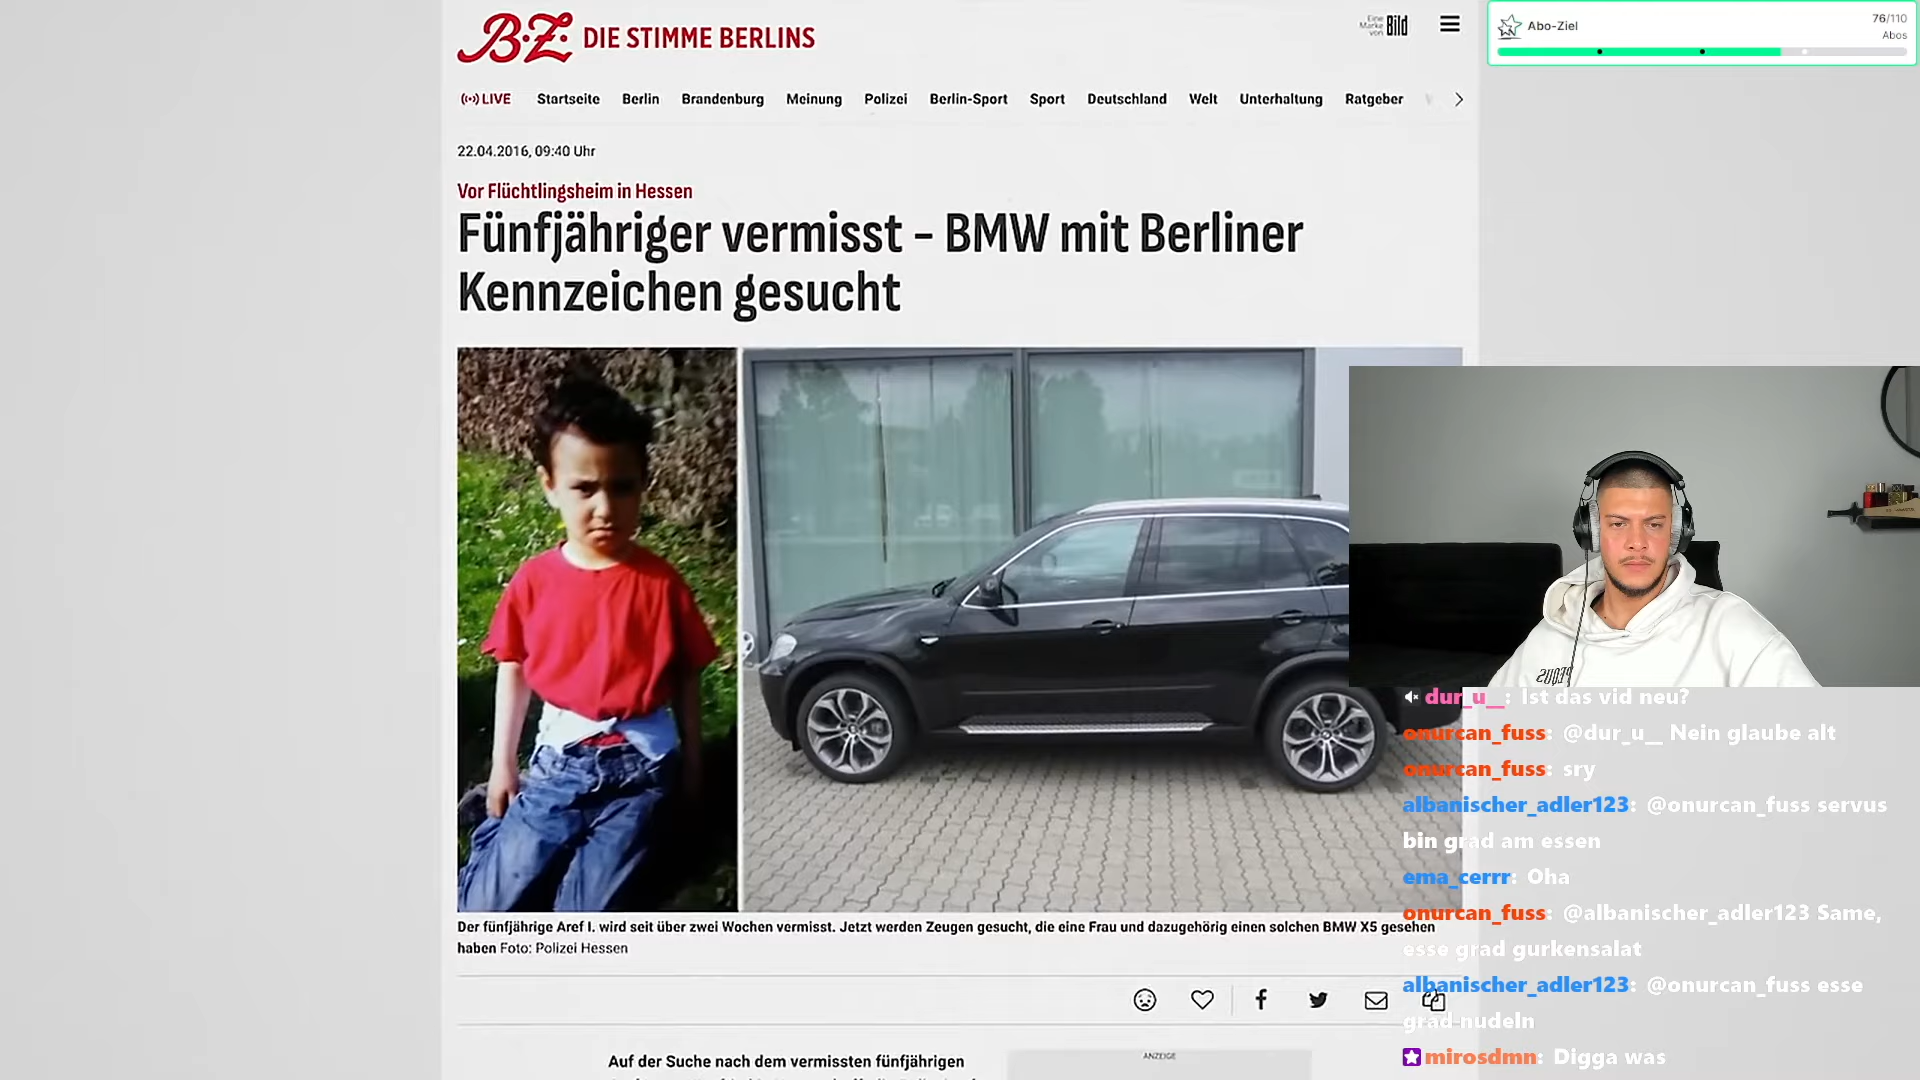 B.Z. DIE STIMME BERLINS
Eine Marke von Bild
Abo-Ziel
76/110
Abos
LIVE Startseite Berlin Brandenburg Meinung Polizei Berlin-Sport Sport Deutschland Welt Unterhaltung Ratgeber
22.04.2016, 09:40 Uhr
Vor Flüchtlingsheim in Hessen
Fünfjähriger vermisst – BMW mit Berliner
Kennzeichen gesucht
Der fünfjährige Aref I. wird seit über zwei Wochen vermisst. Jetzt werden Zeugen gesucht, die eine Frau und dazugehörig einen solchen BMW X5 gesehen
haben Foto: Polizei Hessen
Auf der Suche nach dem vermissten fünfjährigen
ANZEIGE
dur_u__: Ist das vid neu?
onurcan_fuss: @dur_u__ Nein glaube alt
onurcan_fuss: sry
albanischer_adler123: @onurcan_fuss servus
bin grad am essen
ema_cerrr: Oha
onurcan_fuss: @albanischer_adler123 Same,
esse grad gurkensalat
albanischer_adler123: @onurcan_fuss esse
grad nudeln
mirosdmn: Digga was